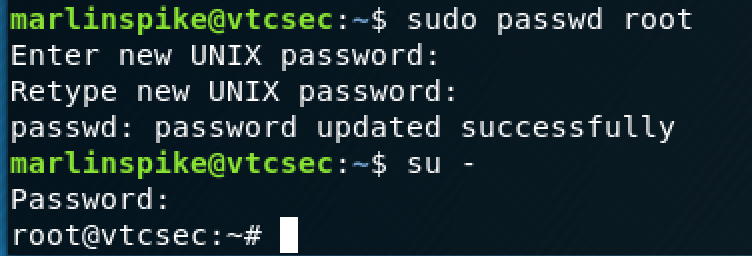 marlinspike@vtcsec:~$ sudo passwd root
Enter new UNIX password:
Retype new UNIX password:
passwd: password updated successfully
marlinspike@vtcsec:~$ su -
Password:
root@vtcsec:~#